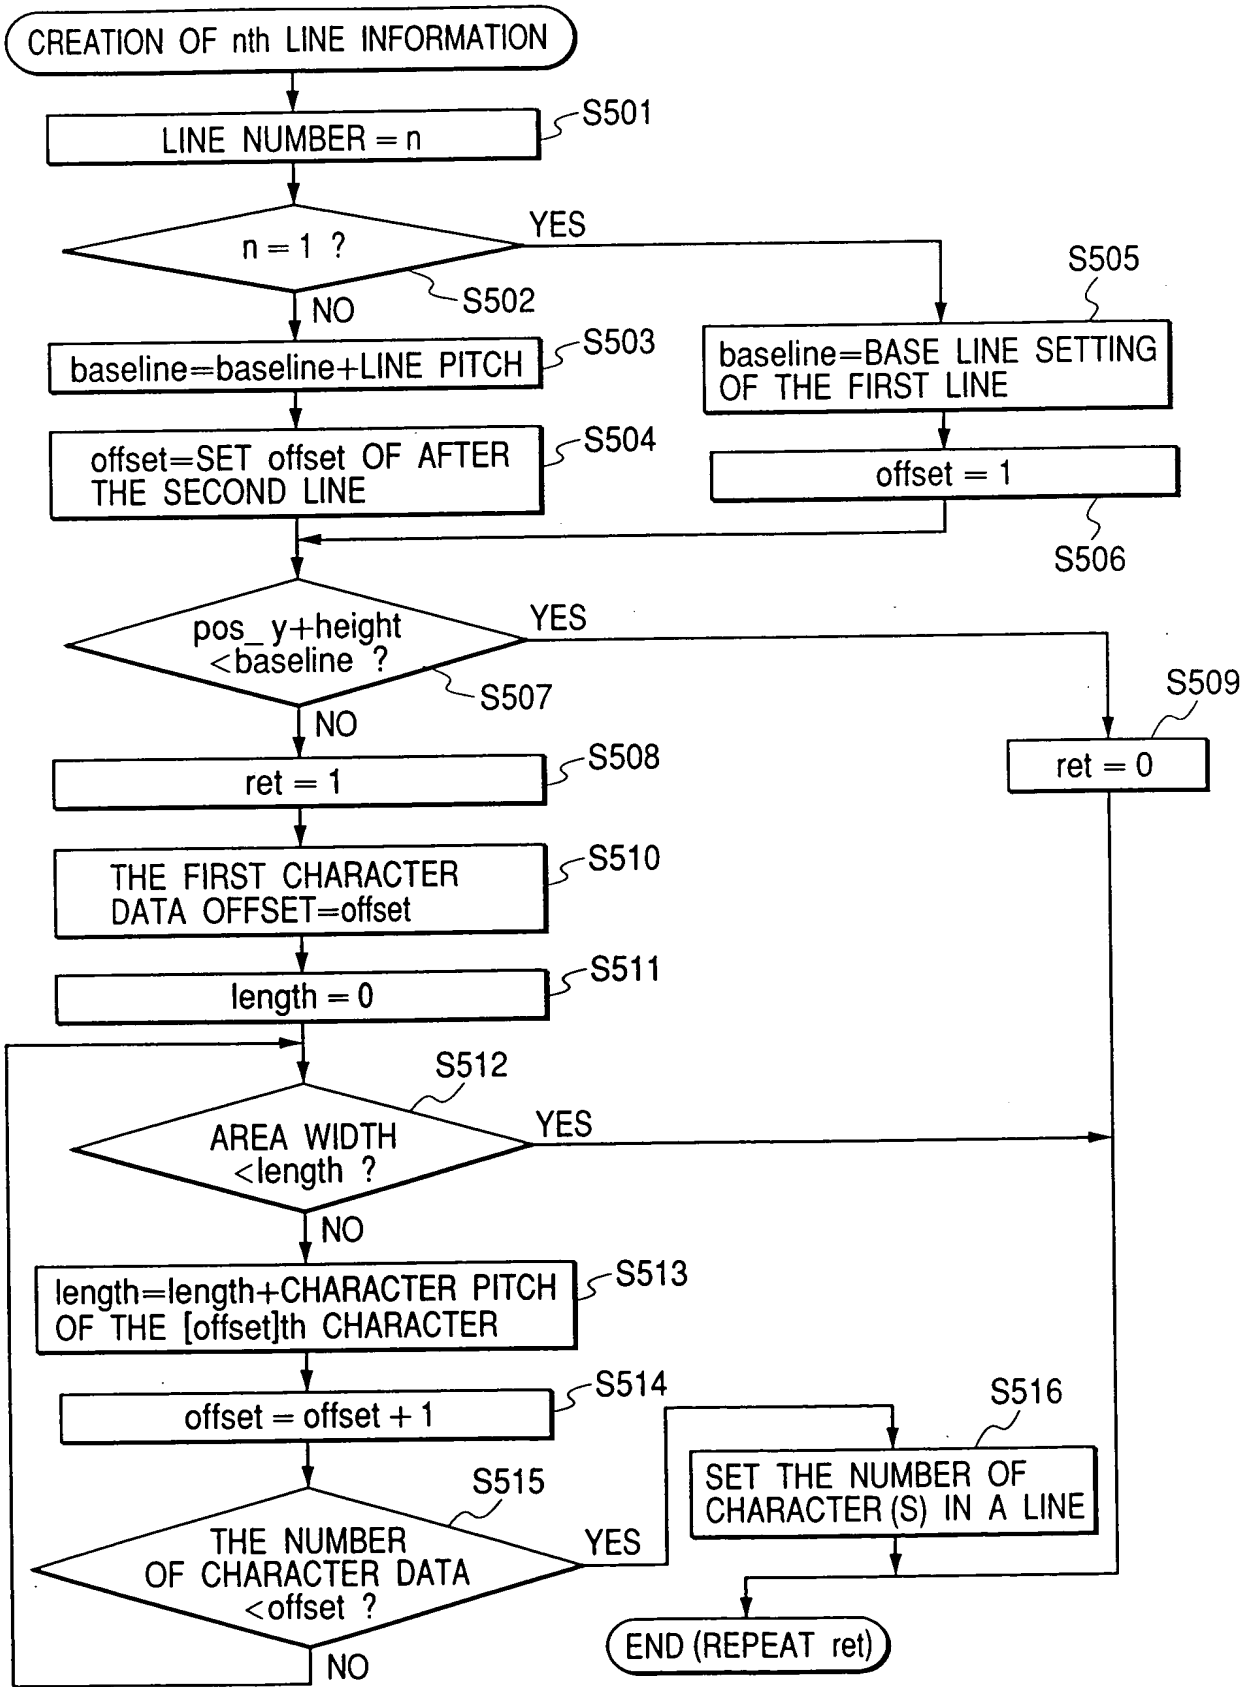 CREATION OF nth LINE INFORMATION
LINE NUMBER = n
S501
n = 1 ?
YES
S502
NO
baseline=baseline+LINE PITCH
S503
offset=SET offset OF AFTER
THE SECOND LINE
S504
S505
baseline=BASE LINE SETTING
OF THE FIRST LINE
offset = 1
S506
pos_ y+height
<baseline ?
YES
S507
NO
ret = 1
S508
S509
ret = 0
THE FIRST CHARACTER
DATA OFFSET=offset
S510
length = 0
S511
S512
AREA WIDTH
<length ?
YES
NO
length=length+CHARACTER PITCH
OF THE [offset]th CHARACTER
S513
offset = offset + 1
S514
S515
THE NUMBER
OF CHARACTER DATA
<offset ?
YES
NO
S516
SET THE NUMBER OF
CHARACTER (S) IN A LINE
END (REPEAT ret)